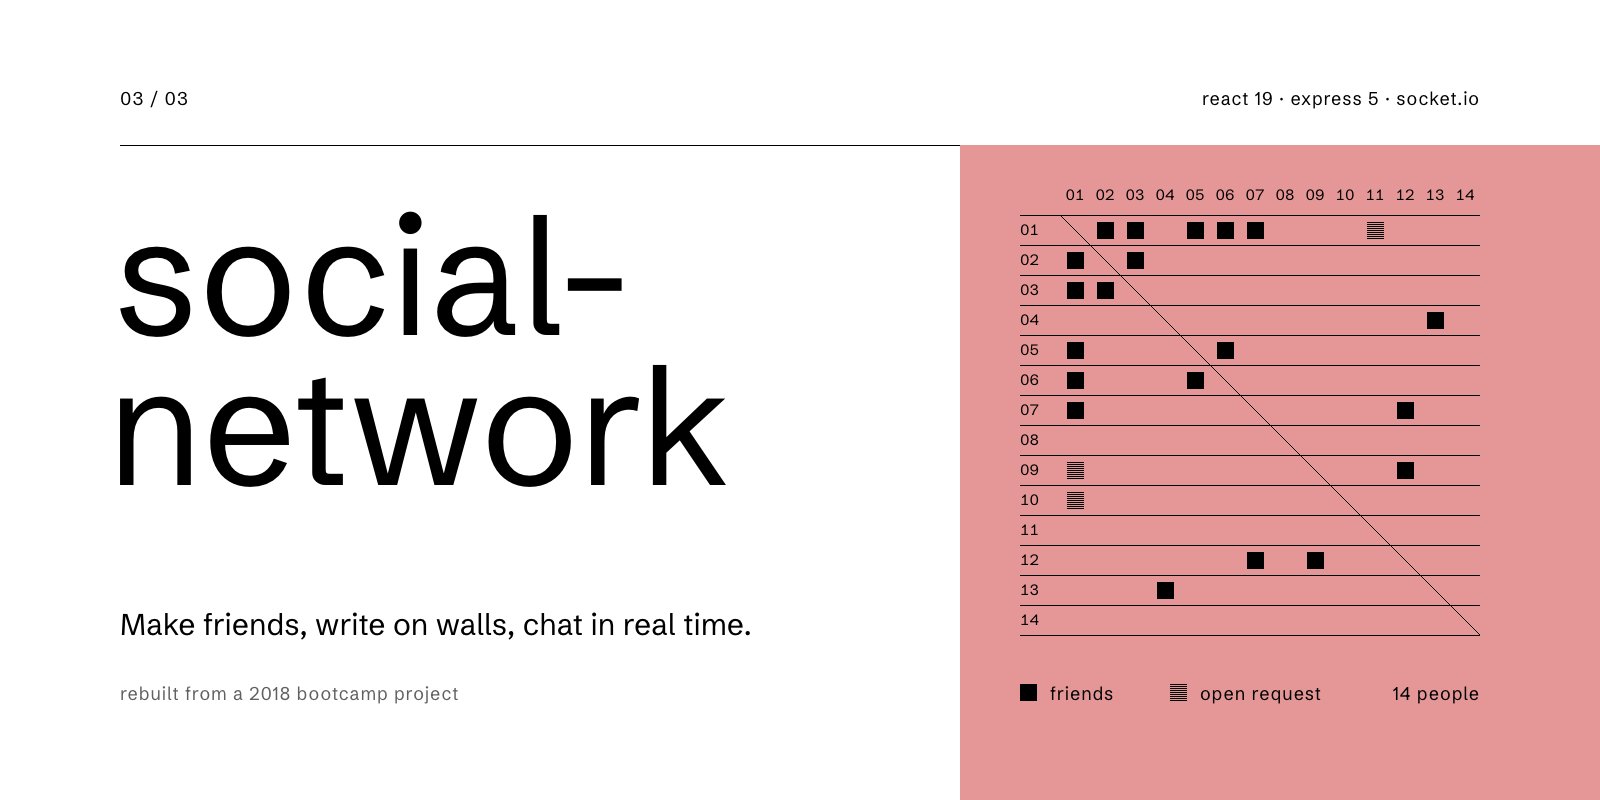 03 / 03
react 19 · express 5 · socket.io
social-
network
Make friends, write on walls, chat in real time.
rebuilt from a 2018 bootcamp project
01 02 03 04 05 06 07 08 09 10 11 12 13 14
01
02
03
04
05
06
07
08
09
10
11
12
13
14
friends
open request
14 people